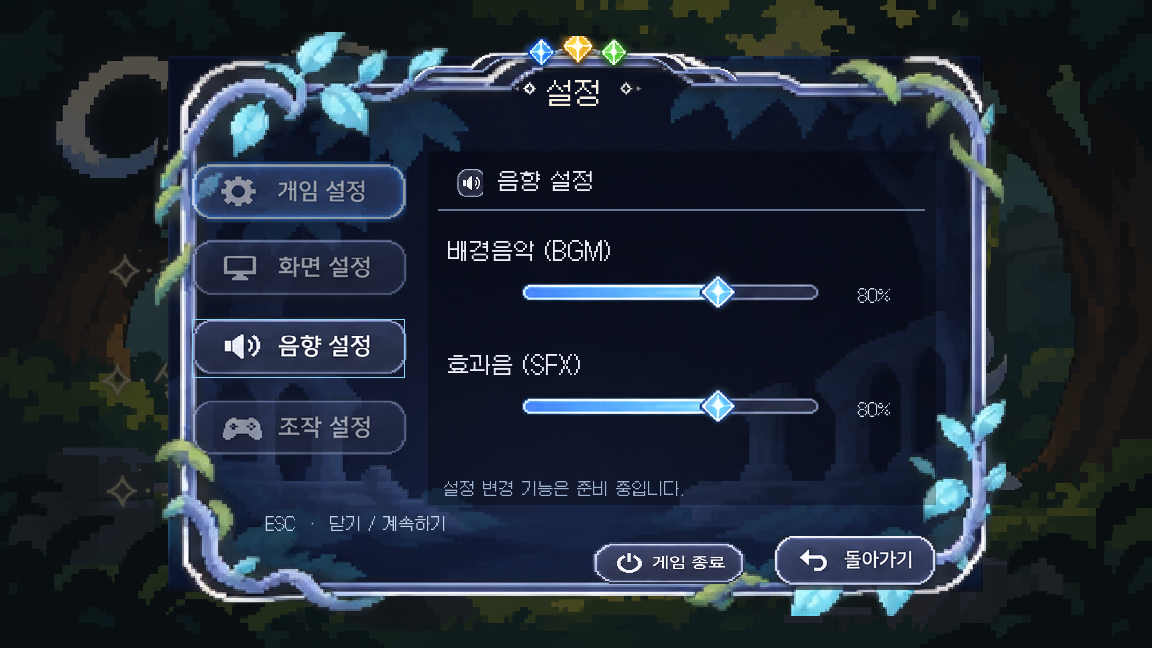 설정
게임 설정
화면 설정
음향 설정
조작 설정
음향 설정
배경음악 (BGM)
80%
효과음 (SFX)
80%
설정 변경 기능은 준비 중입니다.
ESC · 닫기 / 계속하기
게임 종료
돌아가기